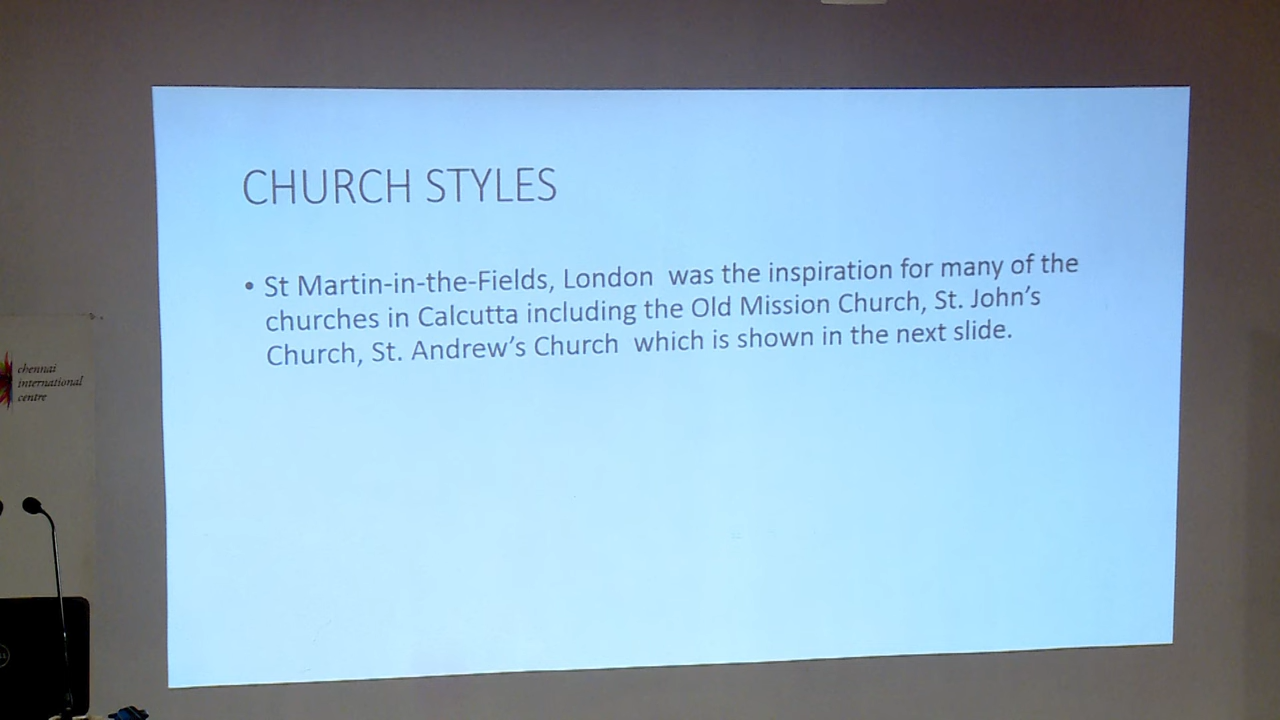 CHURCH STYLES
• St Martin-in-the-Fields, London was the inspiration for many of the
churches in Calcutta including the Old Mission Church, St. John's
Church, St. Andrew's Church which is shown in the next slide.
chennai
international
centre